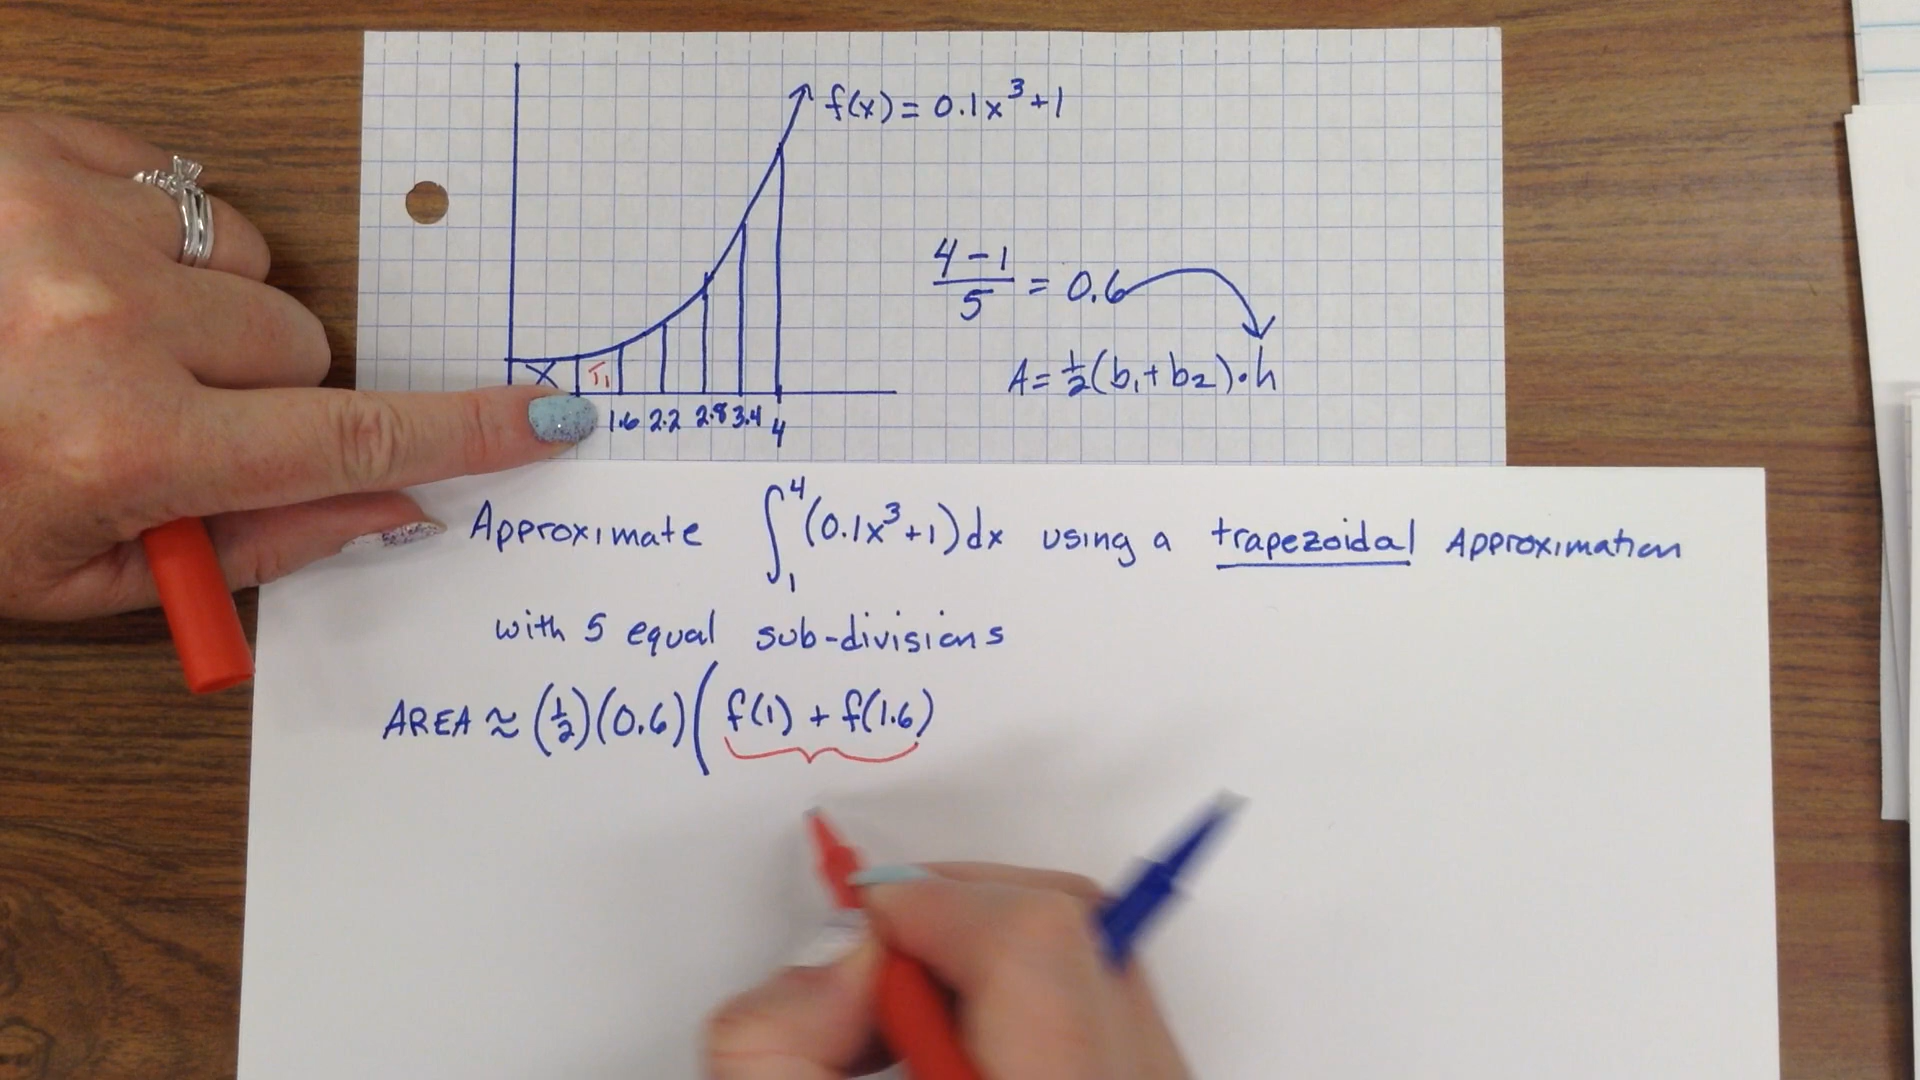 f(x) = 0.1x³+1
4-1/5 = 0.6
A = ½(b₁+b₂)·h
X T₁
1.6 2.2 2.8 3.4 4
Approximate ∫₁⁴(0.1x³+1)dx using a trapezoidal Approximation
with 5 equal sub-divisions
AREA ≈ (½)(0.6)(f(1) + f(1.6)